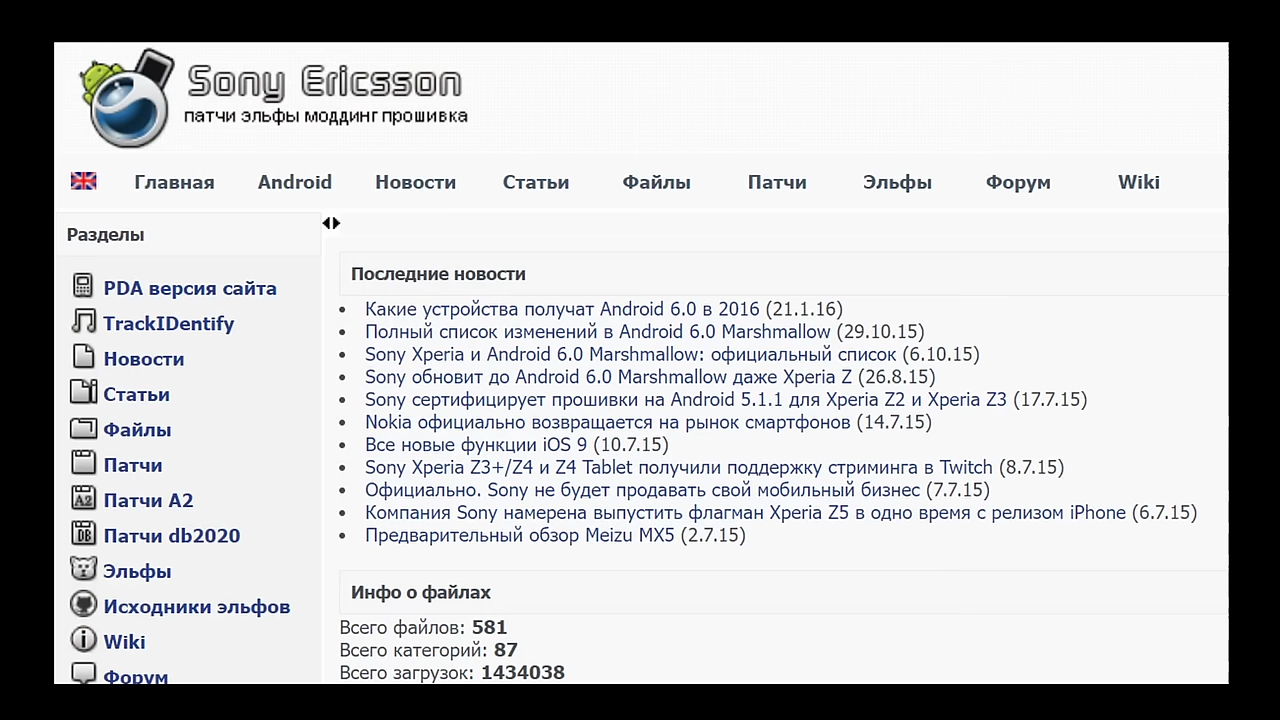 Sony Ericsson
патчи эльфы моддинг прошивка
Главная Android Новости Статьи Файлы Патчи Эльфы Форум Wiki
Разделы
PDA версия сайта
TrackIDentify
Новости
Статьи
Файлы
Патчи
A2 Патчи A2
DB Патчи db2020
Эльфы
Исходники эльфов
Wiki
Форум
Последние новости
Какие устройства получат Android 6.0 в 2016 (21.1.16)
Полный список изменений в Android 6.0 Marshmallow (29.10.15)
Sony Xperia и Android 6.0 Marshmallow: официальный список (6.10.15)
Sony обновит до Android 6.0 Marshmallow даже Xperia Z (26.8.15)
Sony сертифицирует прошивки на Android 5.1.1 для Xperia Z2 и Xperia Z3 (17.7.15)
Nokia официально возвращается на рынок смартфонов (14.7.15)
Все новые функции iOS 9 (10.7.15)
Sony Xperia Z3+/Z4 и Z4 Tablet получили поддержку стриминга в Twitch (8.7.15)
Официально. Sony не будет продавать свой мобильный бизнес (7.7.15)
Компания Sony намерена выпустить флагман Xperia Z5 в одно время с релизом iPhone (6.7.15)
Предварительный обзор Meizu MX5 (2.7.15)
Инфо о файлах
Всего файлов: 581
Всего категорий: 87
Всего загрузок: 1434038